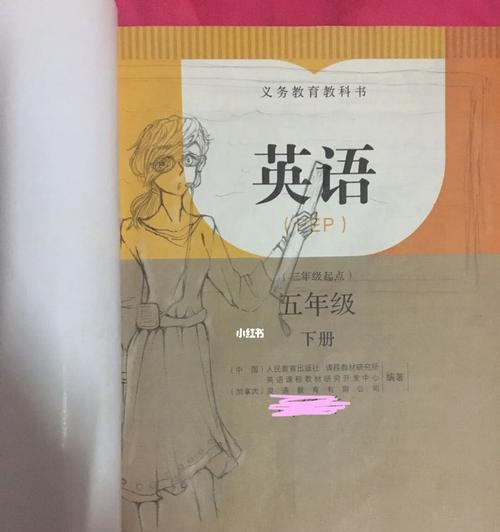 义务教育教科书
英语
(PEP)
(三年级起点)
五年级
下册
小红书
(中 国) 人民教育出版社 课程教材研究所
英语课程教材研究开发中心 编著
(加拿大) 灵通教育有限公司